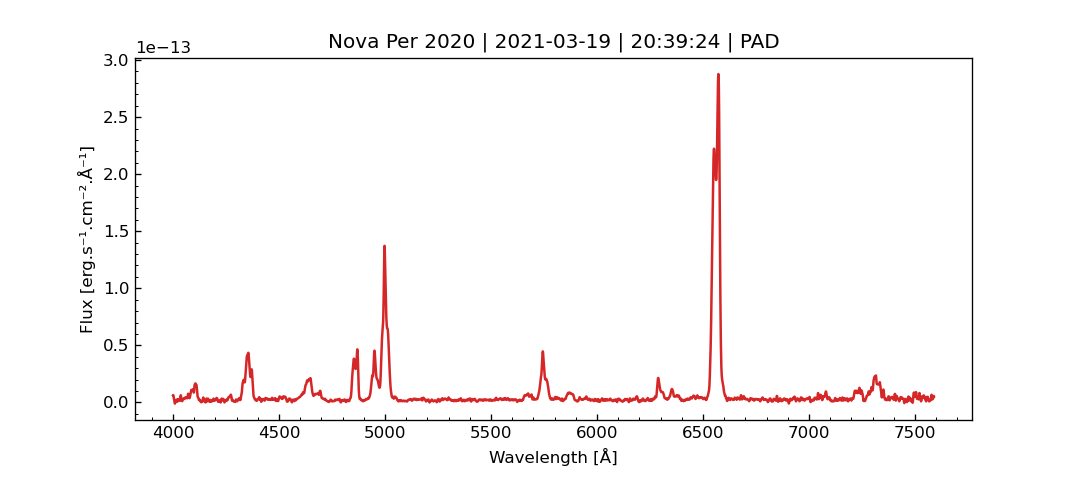 Nova Per 2020 | 2021-03-19 | 20:39:24 | PAD
1e−13
3.0
2.5
2.0
1.5
1.0
0.5
0.0
Flux [erg.s⁻¹.cm⁻².Å⁻¹]
4000 4500 5000 5500 6000 6500 7000 7500
Wavelength [Å]